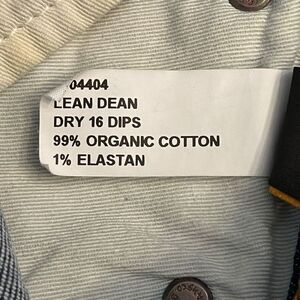 04404
LEAN DEAN
DRY 16 DIPS
99% ORGANIC COTTON
1% ELASTAN